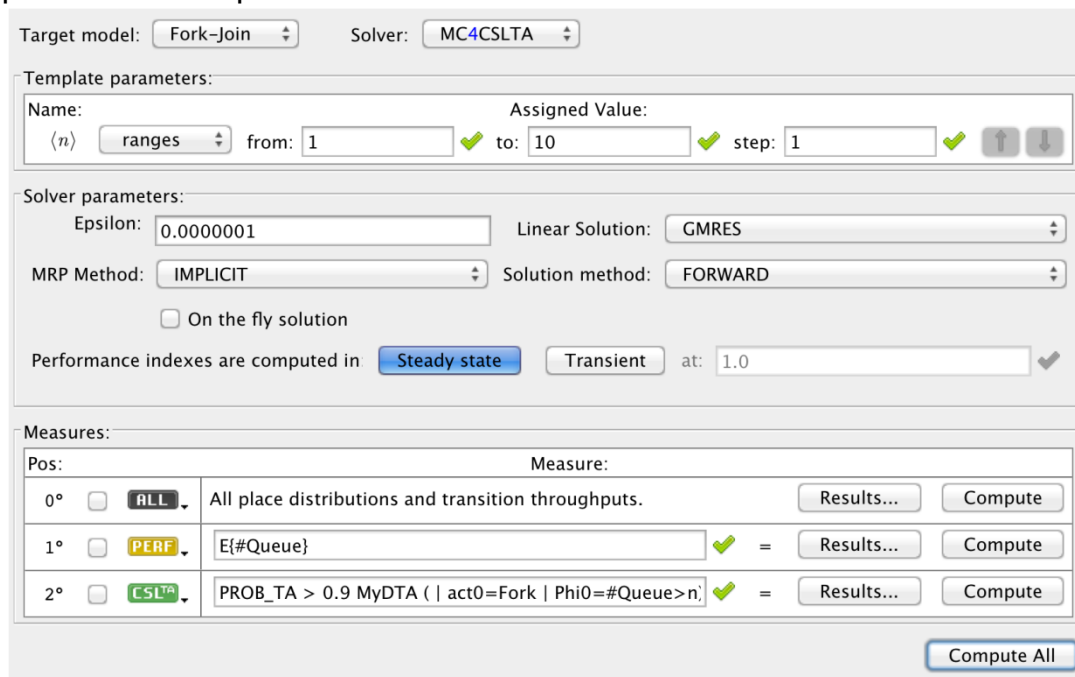 Target model: Fork-Join Solver: MC4CSLTA
Template parameters:
Name: Assigned Value:
⟨n⟩ ranges from: 1 to: 10 step: 1
Solver parameters:
Epsilon: 0.0000001 Linear Solution: GMRES
MRP Method: IMPLICIT Solution method: FORWARD
On the fly solution
Performance indexes are computed in: Steady state Transient at: 1.0
Measures:
Pos: Measure:
0° ALL All place distributions and transition throughputs. Results... Compute
1° PERF E{#Queue} = Results... Compute
2° CSLTA PROB_TA > 0.9 MyDTA ( | act0=Fork | Phi0=#Queue>n) = Results... Compute
Compute All